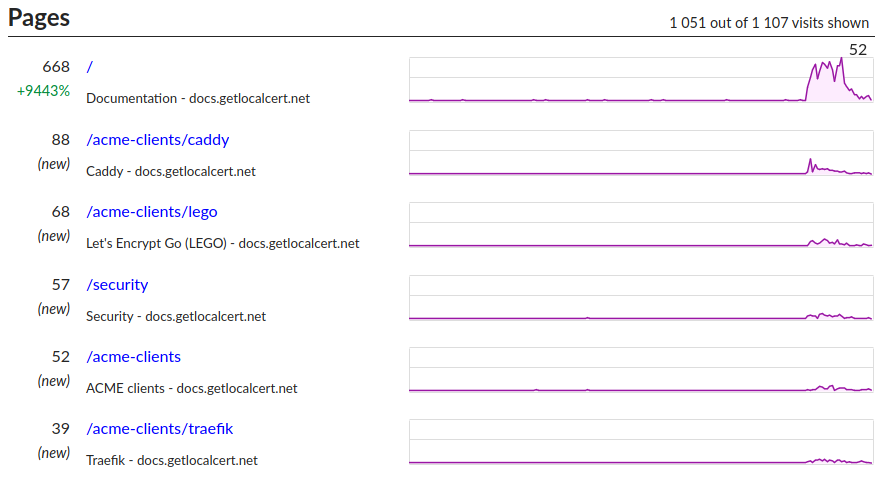 Pages
1 051 out of 1 107 visits shown
52
668 /
+9443%
Documentation - docs.getlocalcert.net
88 /acme-clients/caddy
(new)
Caddy - docs.getlocalcert.net
68 /acme-clients/lego
(new)
Let's Encrypt Go (LEGO) - docs.getlocalcert.net
57 /security
(new)
Security - docs.getlocalcert.net
52 /acme-clients
(new)
ACME clients - docs.getlocalcert.net
39 /acme-clients/traefik
(new)
Traefik - docs.getlocalcert.net